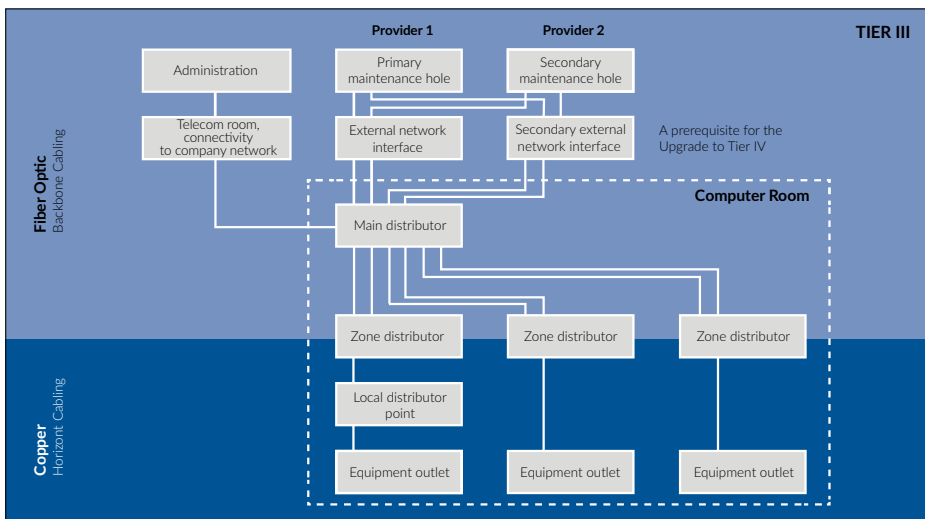 Provider 1
Provider 2
TIER III
Administration
Primary
maintenance hole
Secondary
maintenance hole
Telecom room,
connectivity
to company network
External network
interface
Secondary external
network interface
A prerequisite for the
Upgrade to Tier IV
Fiber Optic
Backbone Cabling
Computer Room
Main distributor
Zone distributor
Zone distributor
Zone distributor
Copper
Horizont Cabling
Local distributor
point
Equipment outlet
Equipment outlet
Equipment outlet